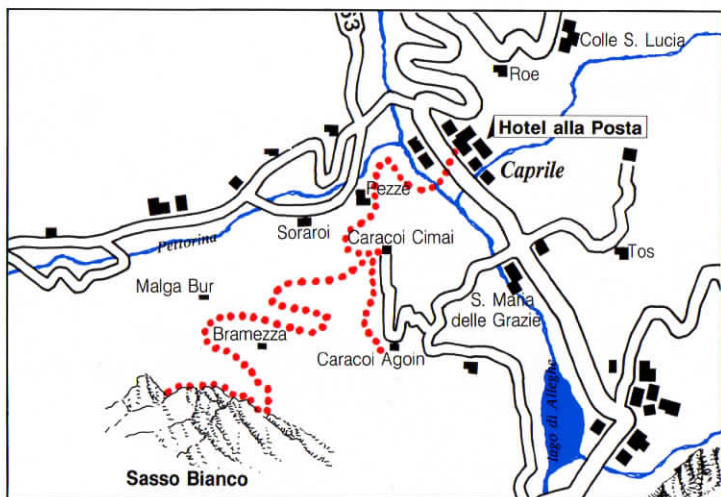 53
Colle S. Lucia
Roe
Hotel alla Posta
Caprile
Pezze
Pettorina
Soraroi
Caracoi Cimai
Tos
Malga Bur
S. Maria
delle Grazie
Bramezza
Caracoi Agoin
lago di Alleghe
Sasso Bianco